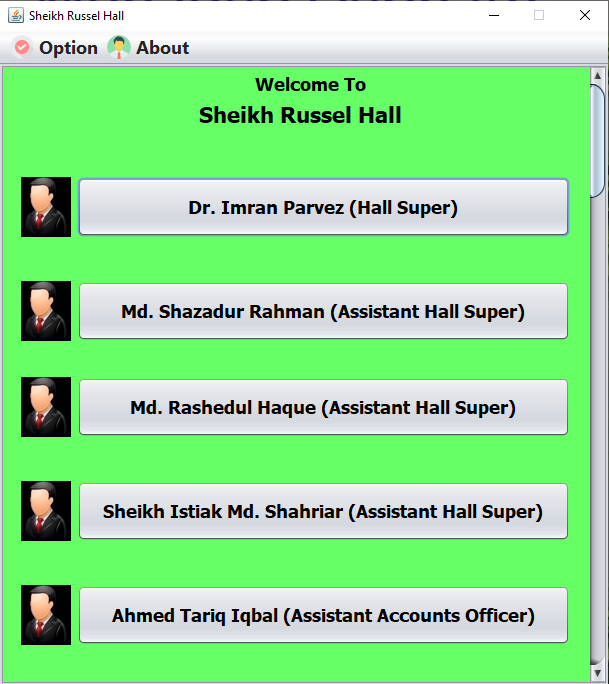 Sheikh Russel Hall
Option About
Welcome To
Sheikh Russel Hall
Dr. Imran Parvez (Hall Super)
Md. Shazadur Rahman (Assistant Hall Super)
Md. Rashedul Haque (Assistant Hall Super)
Sheikh Istiak Md. Shahriar (Assistant Hall Super)
Ahmed Tariq Iqbal (Assistant Accounts Officer)